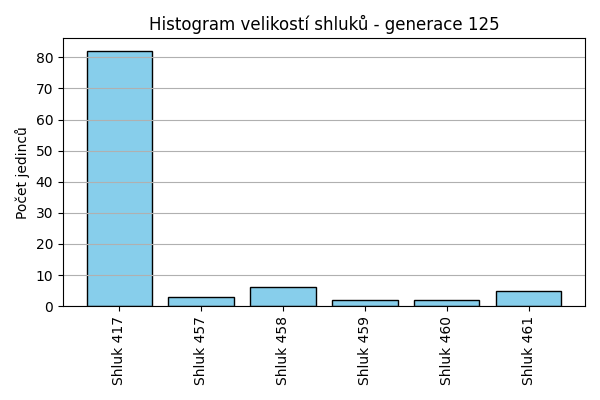 Histogram velikostí shluků - generace 125
Počet jedinců
80
70
60
50
40
30
20
10
0
Shluk 417
Shluk 457
Shluk 458
Shluk 459
Shluk 460
Shluk 461